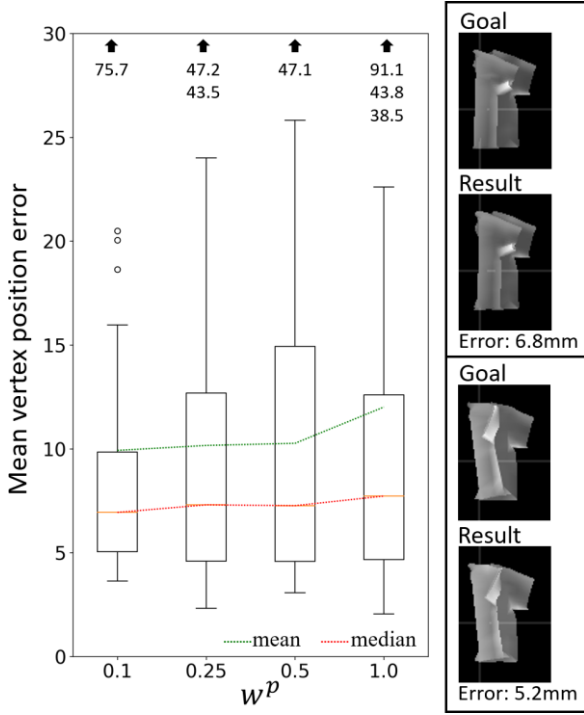 Mean vertex position error
30
25
20
15
10
5
0
75.7
47.2
43.5
47.1
91.1
43.8
38.5
mean
median
0.1
0.25
0.5
1.0
w^p
Goal
Result
Error: 6.8mm
Goal
Result
Error: 5.2mm